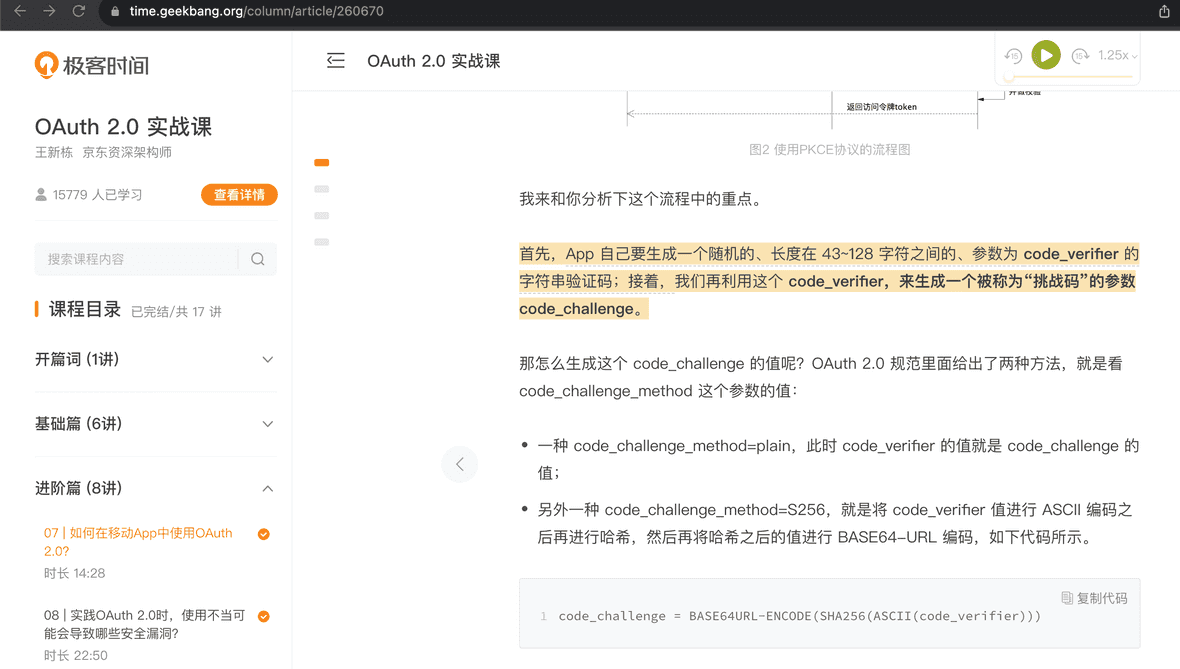 time.geekbang.org/column/article/260670
极客时间
OAuth 2.0 实战课
王新栋 京东资深架构师
15779 人已学习
查看详情
搜索课程内容
课程目录 已完结/共 17 讲
开篇词 (1讲)
基础篇 (6讲)
进阶篇 (8讲)
07 | 如何在移动App中使用OAuth
2.0?
时长 14:28
08 | 实践OAuth 2.0时，使用不当可
能会导致哪些安全漏洞?
时长 22:50
OAuth 2.0 实战课
15
15
1.25x
返回访问令牌token
图2 使用PKCE协议的流程图
我来和你分析下这个流程中的重点。
首先，App 自己要生成一个随机的、长度在 43~128 字符之间的、参数为 code_verifier 的
字符串验证码；接着，我们再利用这个 code_verifier，来生成一个被称为“挑战码”的参数
code_challenge。
那怎么生成这个 code_challenge 的值呢？OAuth 2.0 规范里面给出了两种方法，就是看
code_challenge_method 这个参数的值：
一种 code_challenge_method=plain，此时 code_verifier 的值就是 code_challenge 的
值；
另外一种 code_challenge_method=S256，就是将 code_verifier 值进行 ASCII 编码之
后再进行哈希，然后再将哈希之后的值进行 BASE64-URL 编码，如下代码所示。
复制代码
1 code_challenge = BASE64URL-ENCODE(SHA256(ASCII(code_verifier)))